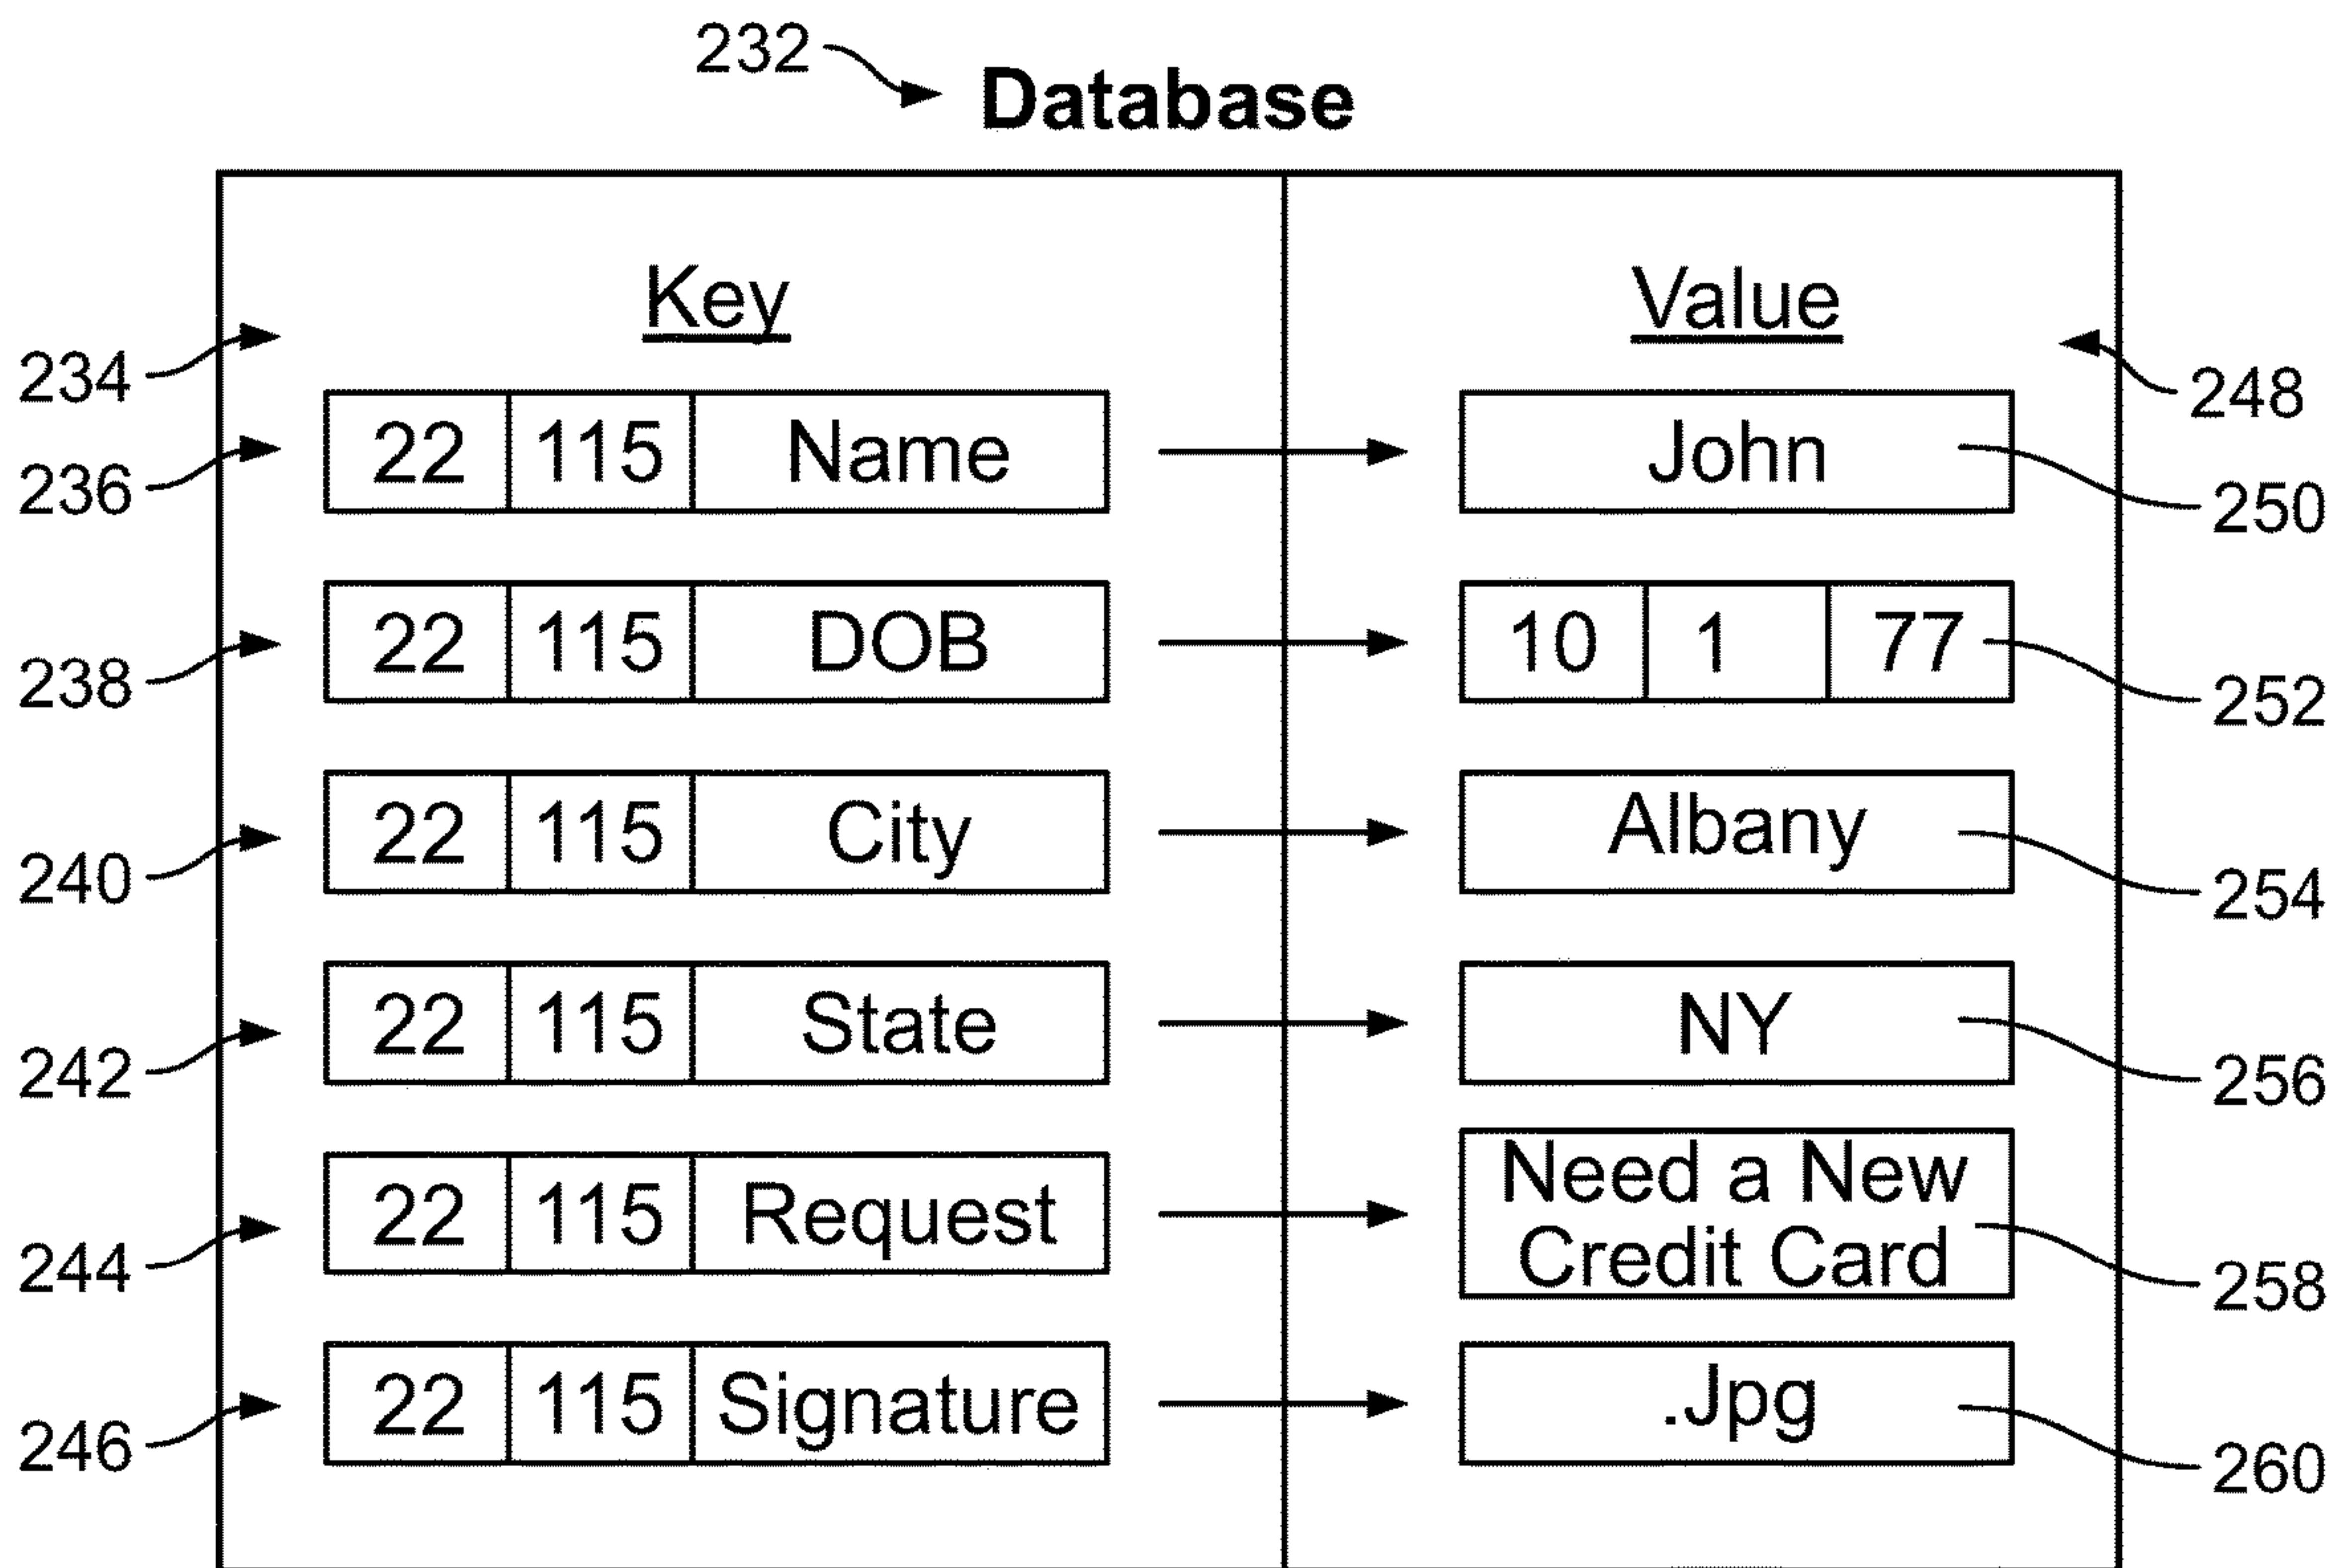 232
Database
Key Value
234 248
236 22 115 Name John 250
238 22 115 DOB 10 1 77 252
240 22 115 City Albany 254
242 22 115 State NY 256
244 22 115 Request Need a New
Credit Card 258
246 22 115 Signature .Jpg 260